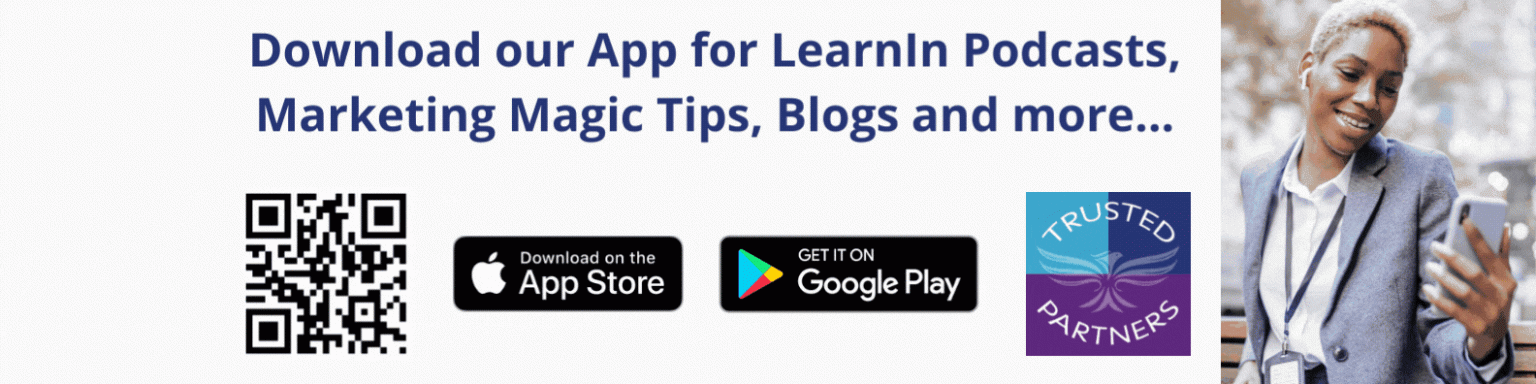 Download our App for LearnIn Podcasts,
Marketing Magic Tips, Blogs and more...
Download on the
App Store
GET IT ON
Google Play
TRUSTED
PARTNERS